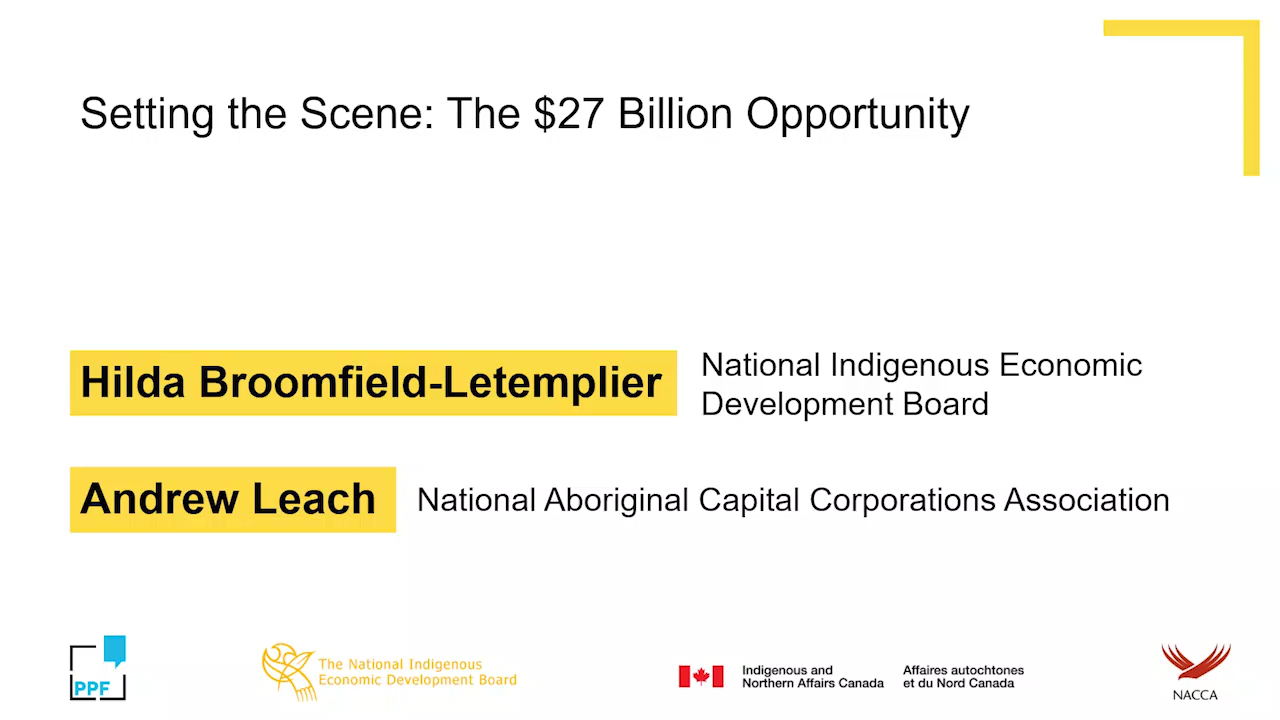 Setting the Scene: The $27 Billion Opportunity
Hilda Broomfield-Letemplier
National Indigenous Economic
Development Board
Andrew Leach
National Aboriginal Capital Corporations Association
PPF
The National Indigenous
Economic Development Board
Indigenous and
Northern Affairs Canada
Affaires autochtones
et du Nord Canada
NACCA